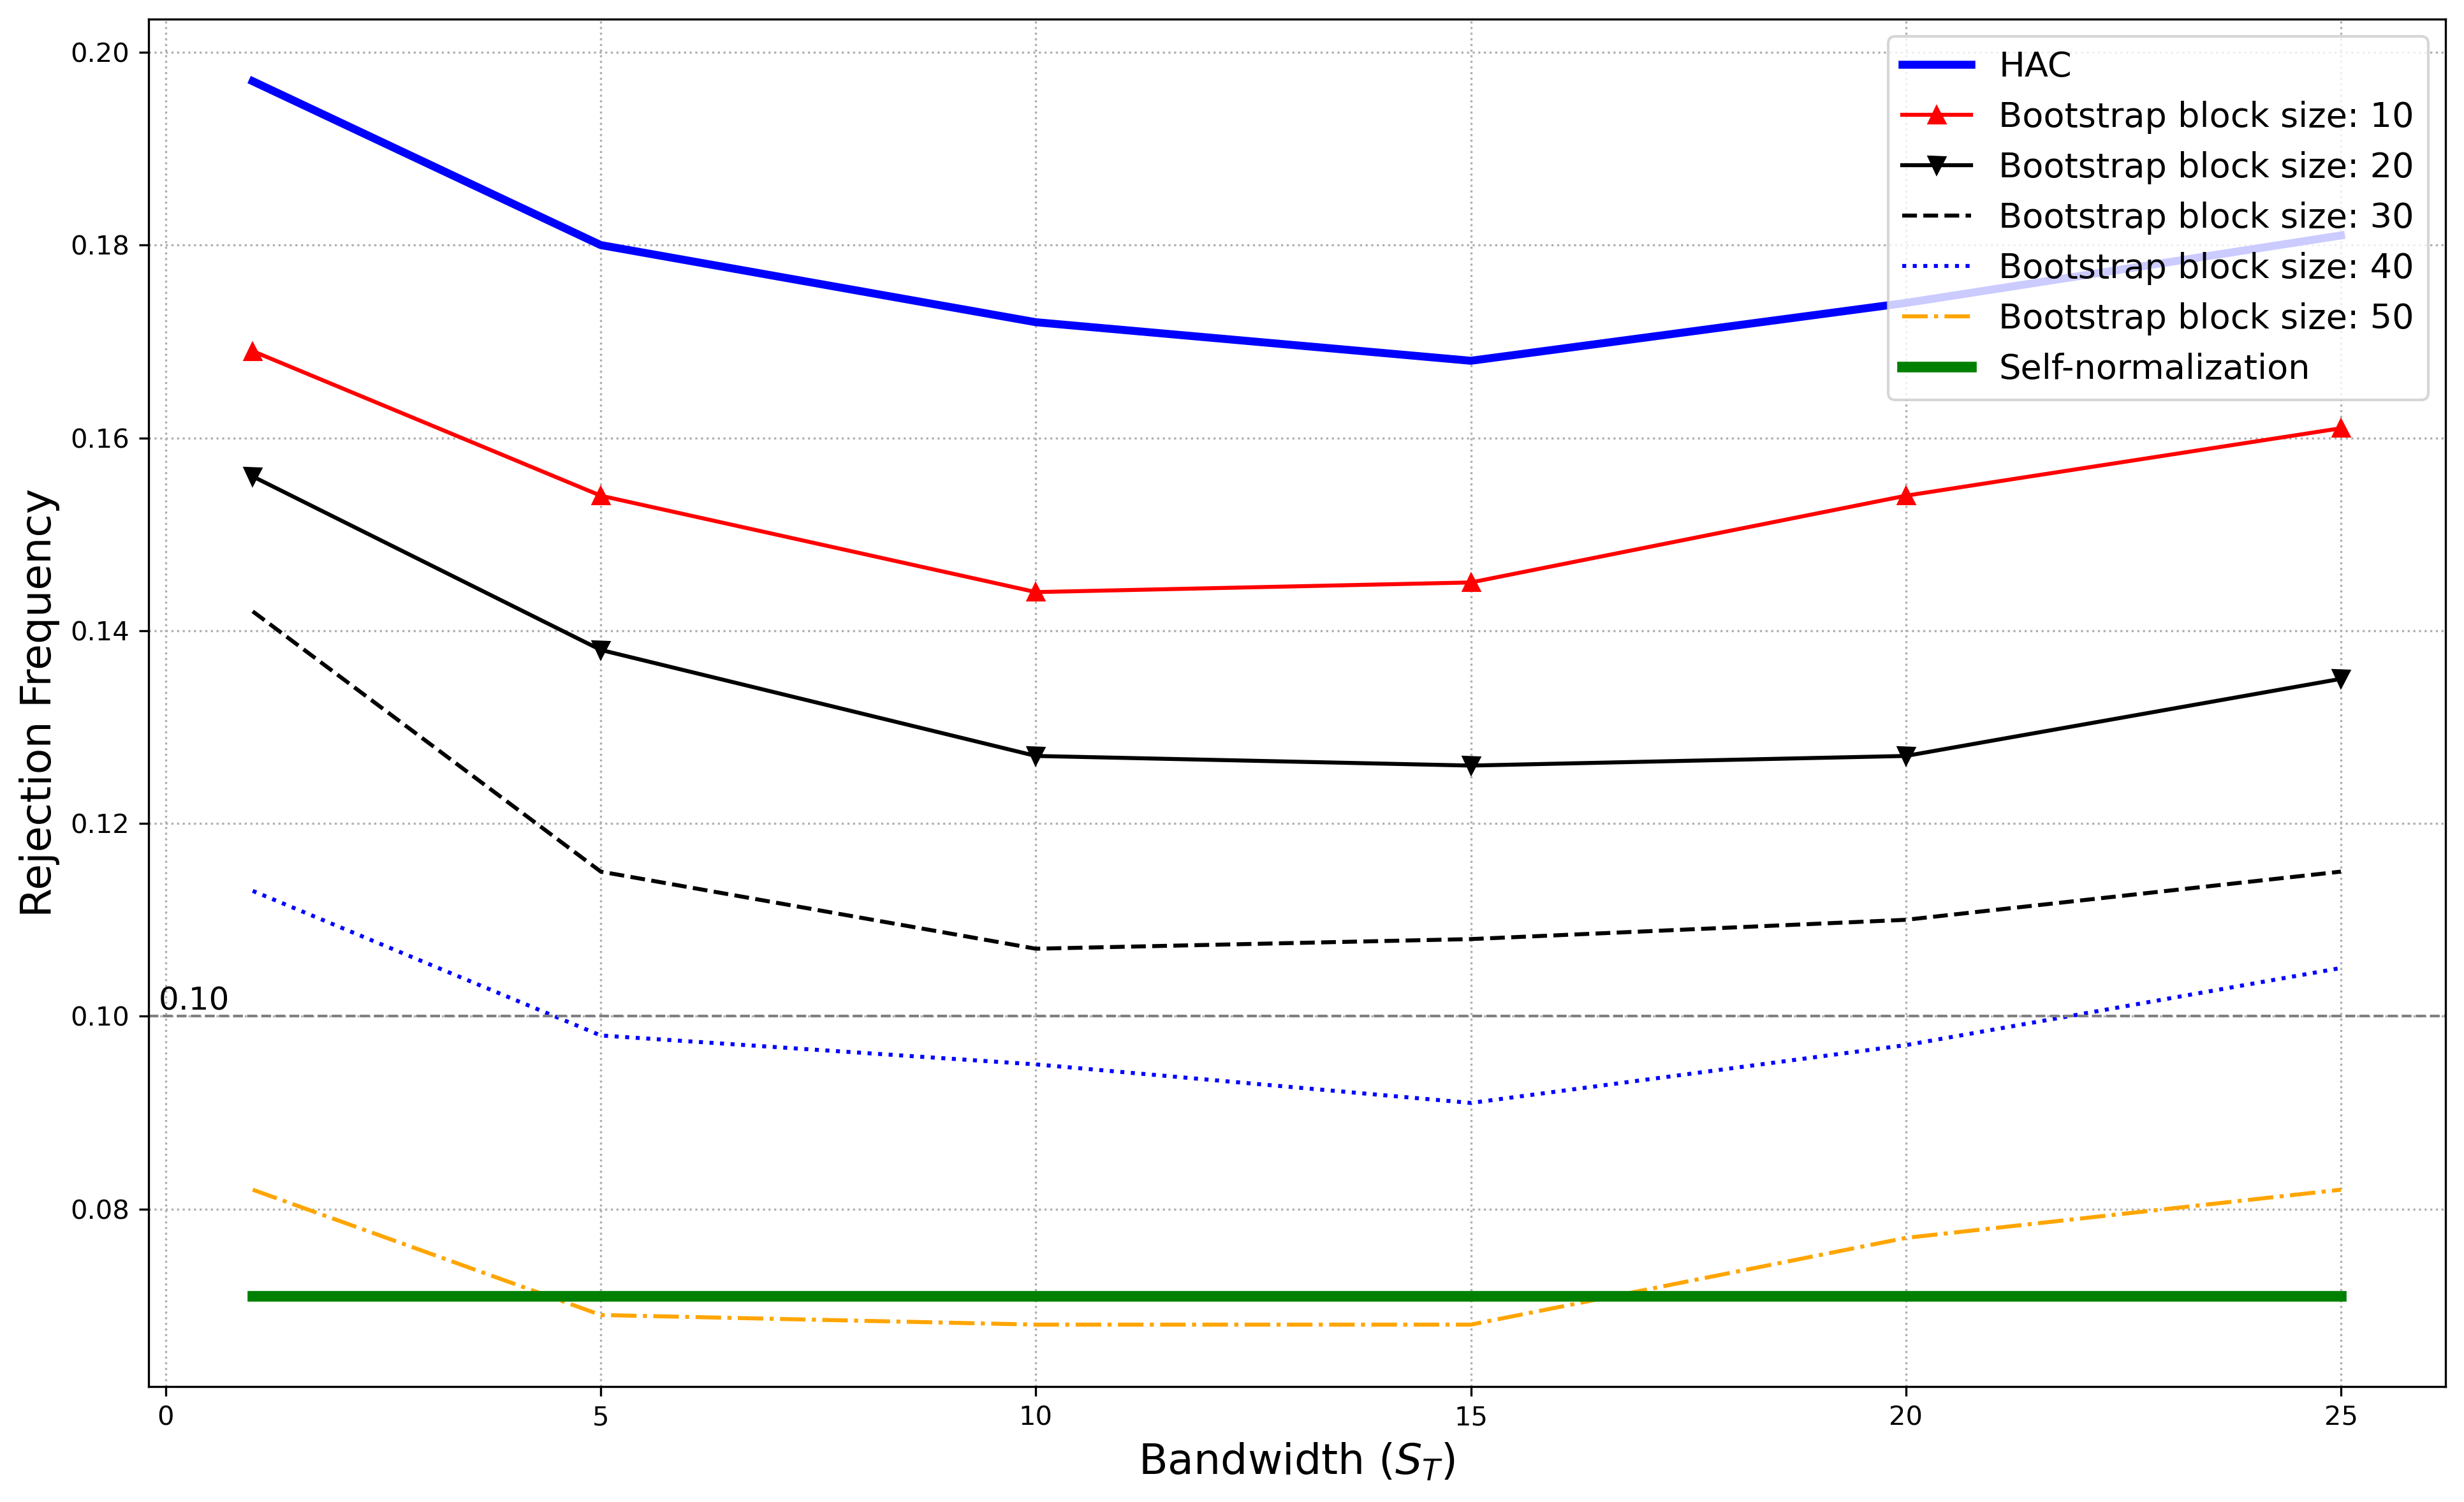 0.20
0.18
0.16
0.14
0.12
0.10
0.08
Rejection Frequency
0.10
HAC
Bootstrap block size: 10
Bootstrap block size: 20
Bootstrap block size: 30
Bootstrap block size: 40
Bootstrap block size: 50
Self-normalization
0 5 10 15 20 25
Bandwidth (S_T)